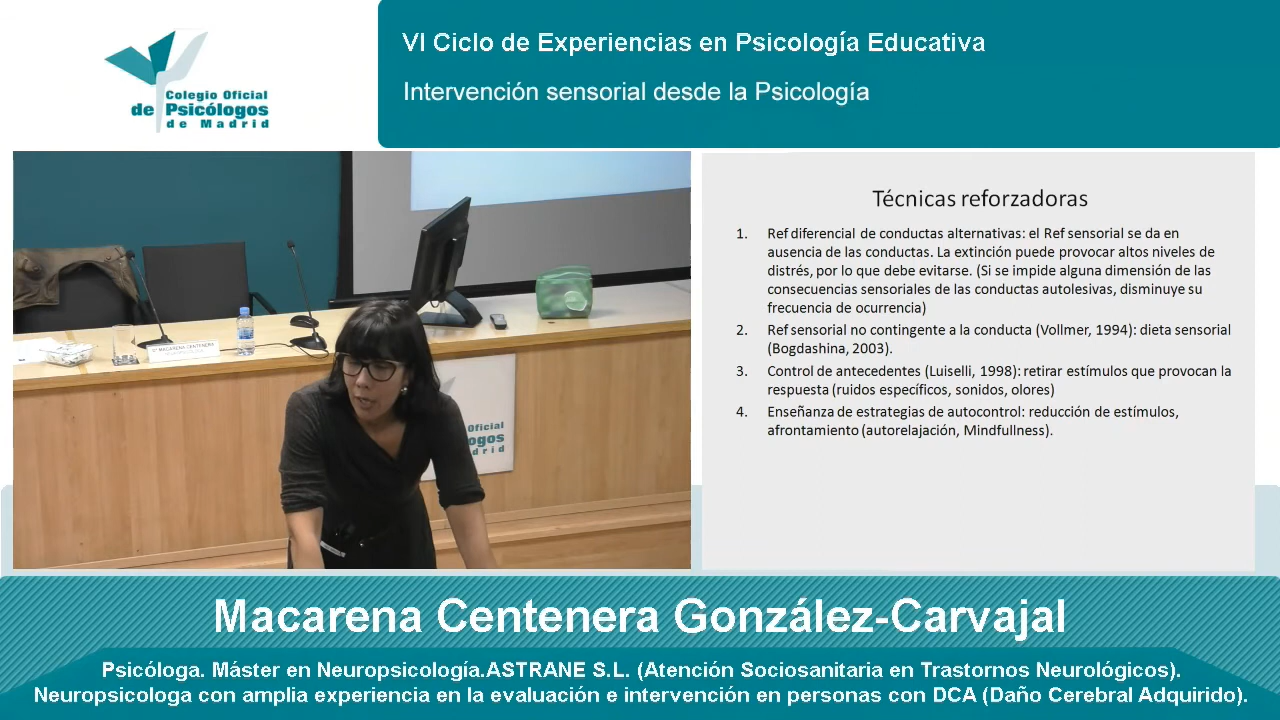 VI Ciclo de Experiencias en Psicología Educativa
Intervención sensorial desde la Psicología
Colegio Oficial
de Psicólogos
de Madrid
Técnicas reforzadoras
1. Ref diferencial de conductas alternativas: el Ref sensorial se da en
ausencia de las conductas. La extinción puede provocar altos niveles de
distrés, por lo que debe evitarse. (Si se impide alguna dimensión de las
consecuencias sensoriales de las conductas autolesivas, disminuye su
frecuencia de ocurrencia)
2. Ref sensorial no contingente a la conducta (Vollmer, 1994): dieta sensorial
(Bogdashina, 2003).
3. Control de antecedentes (Luiselli, 1998): retirar estímulos que provocan la
respuesta (ruidos específicos, sonidos, olores)
4. Enseñanza de estrategias de autocontrol: reducción de estímulos,
afrontamiento (autorelajación, Mindfullness).
Dª MACARENA CENTENERA
Oficial
ogos
drid
Macarena Centenera González-Carvajal
Psicóloga. Máster en Neuropsicología.ASTRANE S.L. (Atención Sociosanitaria en Trastornos Neurológicos).
Neuropsicologa con amplia experiencia en la evaluación e intervención en personas con DCA (Daño Cerebral Adquirido).